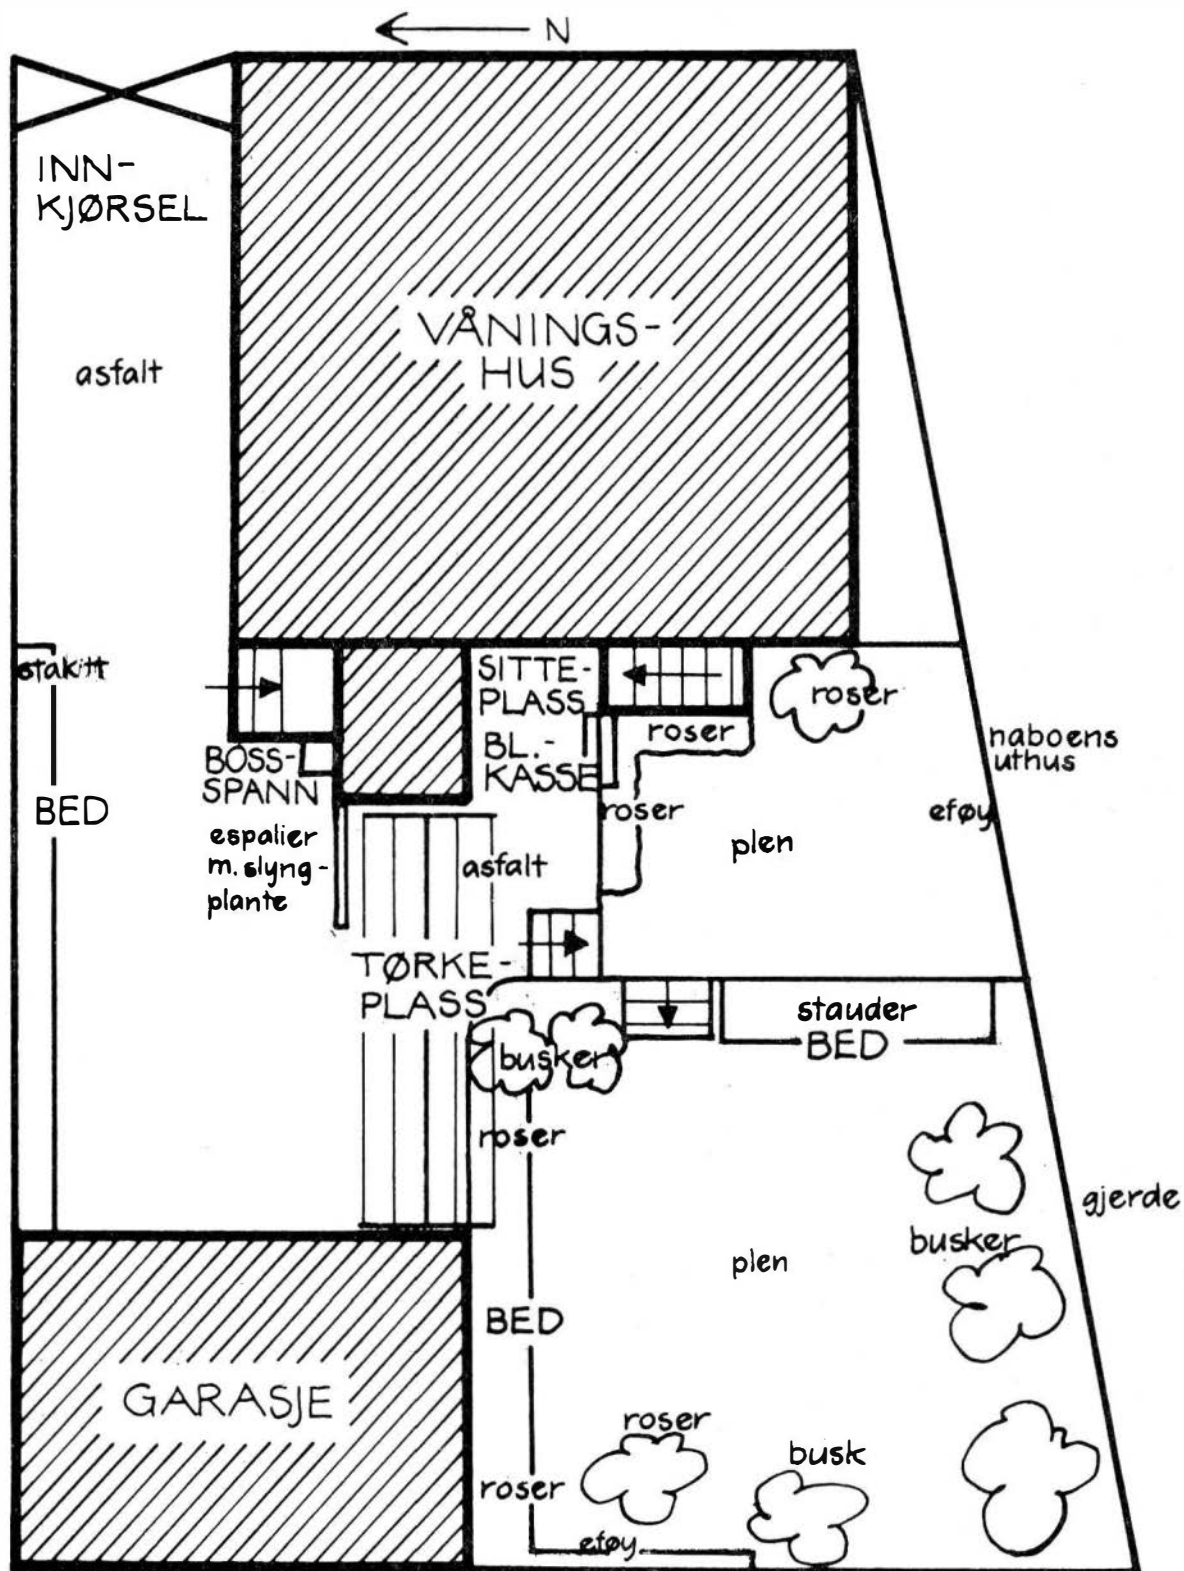 N
INN-
KJØRSEL
VÅNINGS-
HUS
asfalt
stakitt
SITTE-
PLASS
roser
roser
BL.-
KASSE
naboens
uthus
BOSS-
SPANN
BED
roser
eføy
espalier
m. slyng-
plante
asfalt
plen
TØRKE-
PLASS
stauder
BED
busker
roser
gjerde
busker
plen
BED
GARASJE
roser
busk
roser
eføy